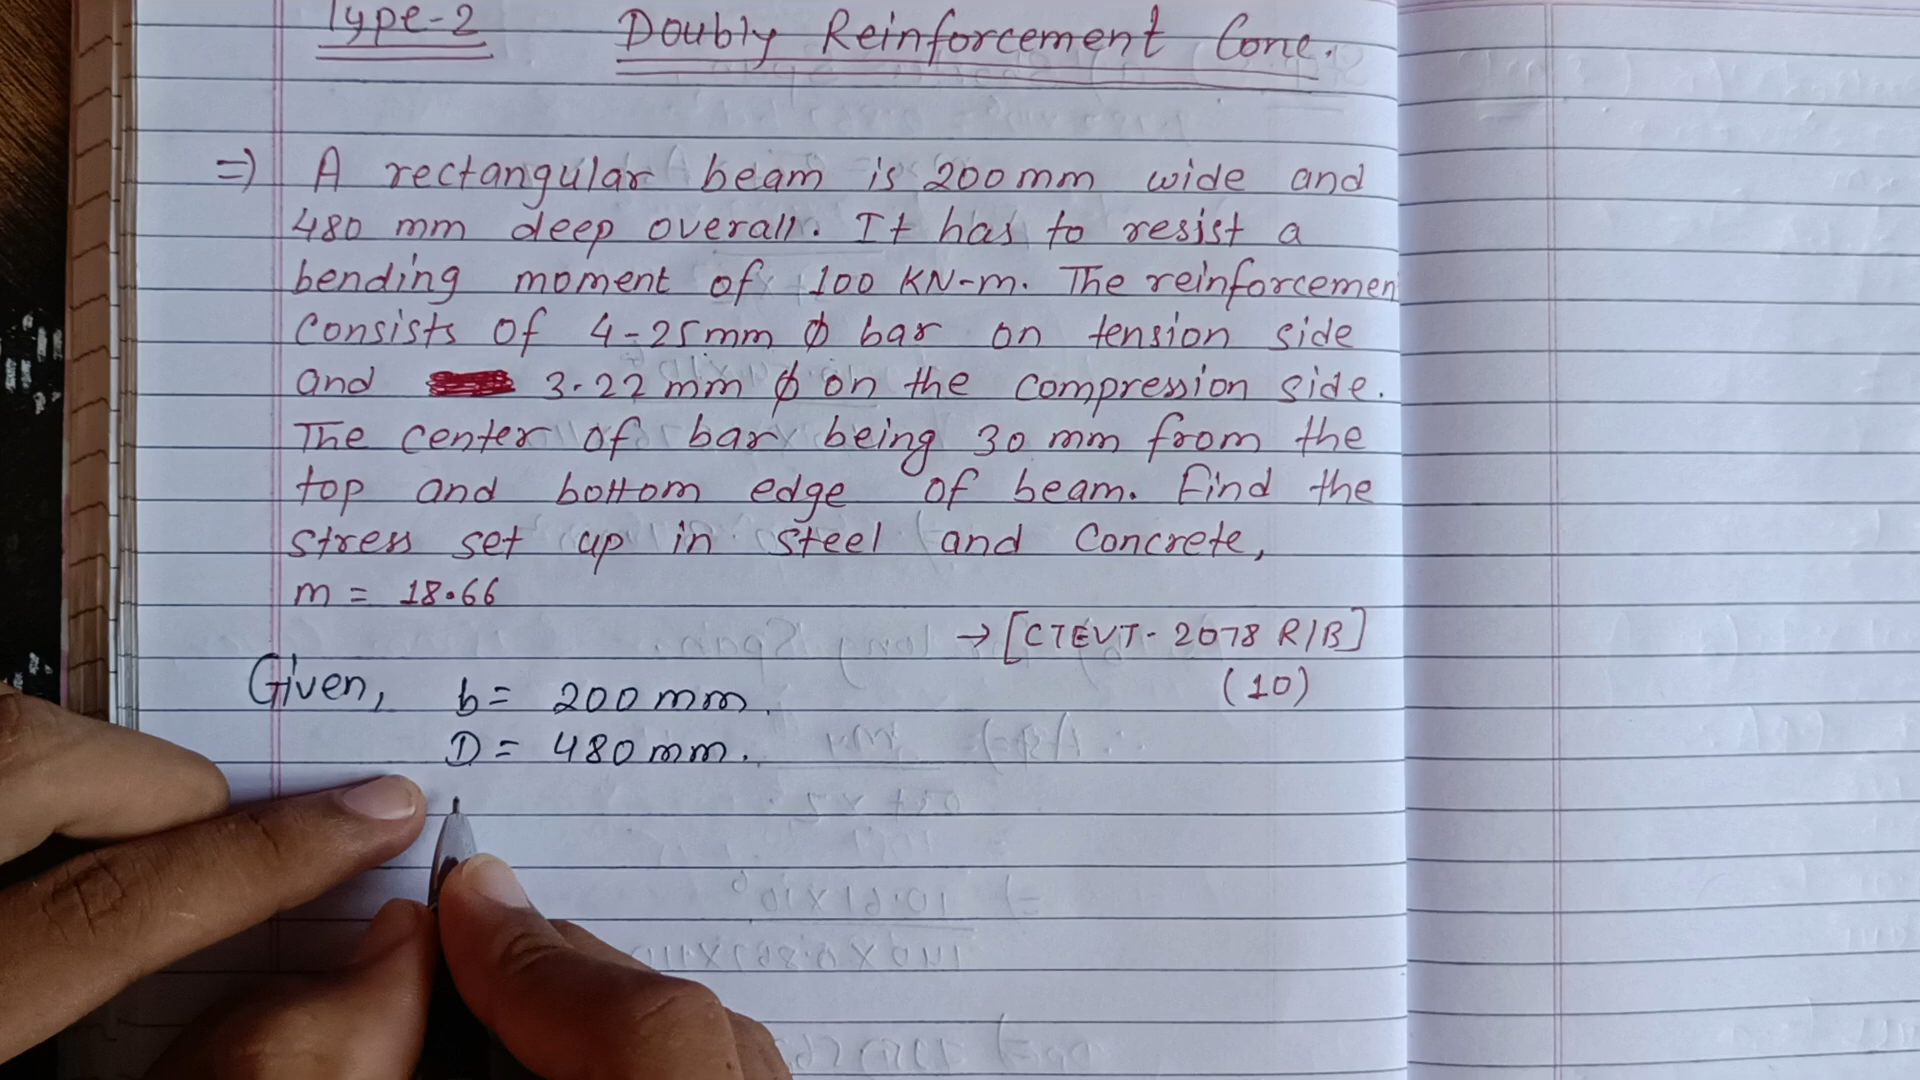 Type-2 Doubly Reinforcement Conc.
=) A rectangular beam is 200mm wide and
480 mm deep overall. It has to resist a
bending moment of 100 KN-m. The reinforcemen
Consists of 4-25mm ϕ bar on tension side
and 3.22 mm ϕ on the compression side.
The center of bar being 30 mm from the
top and bottom edge of beam. Find the
stress set up in steel and Concrete,
m = 18.66
→ [CTEVT- 2078 R/B]
(10)
Given, b = 200 mm.
D = 480 mm.